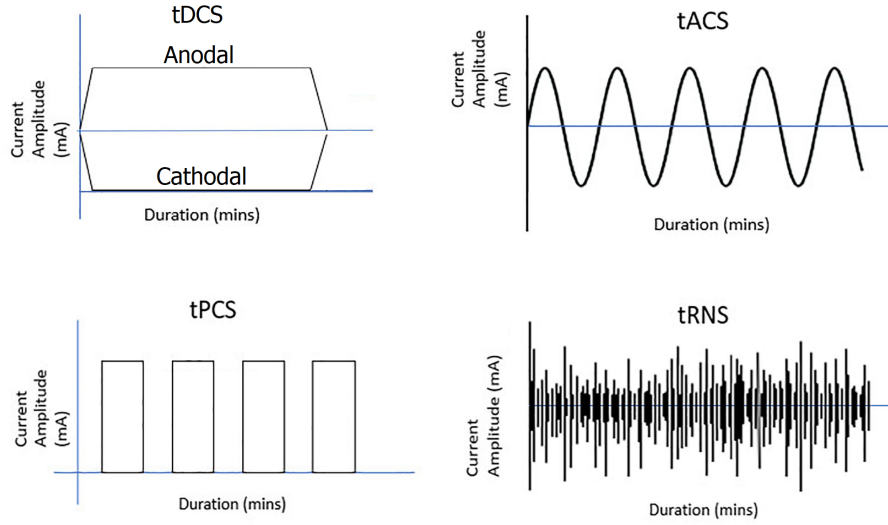 tDCS
Anodal
Current
Amplitude
(mA)
Cathodal
Duration (mins)
tACS
Current
Amplitude
(mA)
Duration (mins)
tPCS
Current
Amplitude
(mA)
Duration (mins)
tRNS
Current
Amplitude (mA)
Duration (mins)